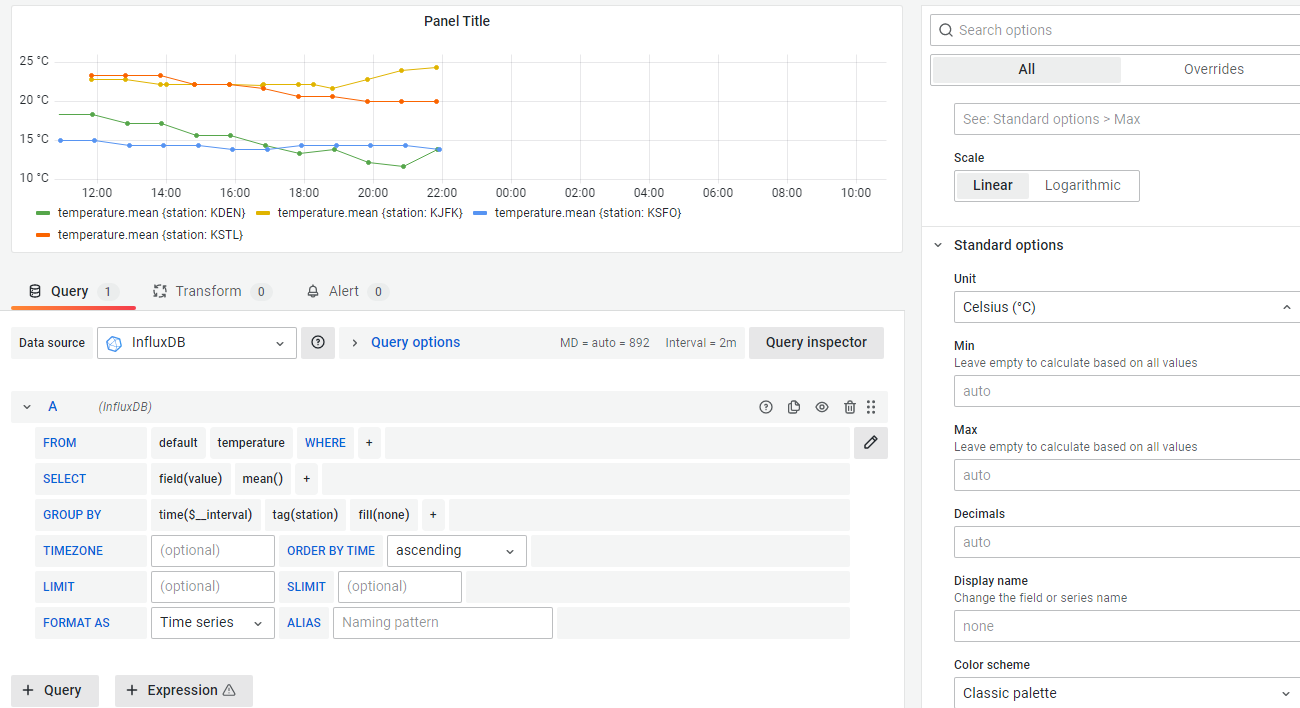 Panel Title
25 °C
20 °C
15 °C
10 °C
12:00 14:00 16:00 18:00 20:00 22:00 00:00 02:00 04:00 06:00 08:00 10:00
temperature.mean {station: KDEN} temperature.mean {station: KJFK} temperature.mean {station: KSFO}
temperature.mean {station: KSTL}
Query 1 Transform 0 Alert 0
Data source InfluxDB Query options MD = auto = 892 Interval = 2m Query inspector
A (InfluxDB)
FROM default temperature WHERE +
SELECT field(value) mean() +
GROUP BY time($__interval) tag(station) fill(none) +
TIMEZONE (optional) ORDER BY TIME ascending
LIMIT (optional) SLIMIT (optional)
FORMAT AS Time series ALIAS Naming pattern
+ Query + Expression
Search options
All Overrides
See: Standard options > Max
Scale
Linear Logarithmic
Standard options
Unit
Celsius (°C)
Min
Leave empty to calculate based on all values
auto
Max
Leave empty to calculate based on all values
auto
Decimals
auto
Display name
Change the field or series name
none
Color scheme
Classic palette